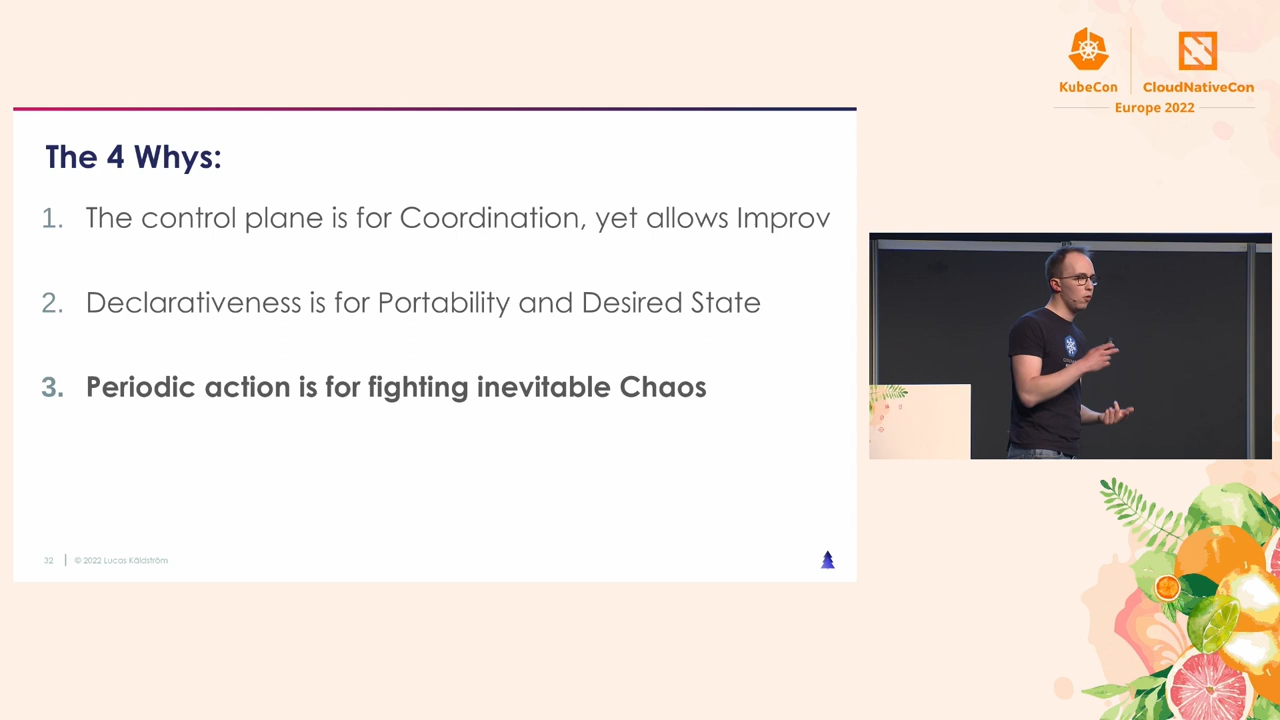 KubeCon
CloudNativeCon
Europe 2022
The 4 Whys:
1. The control plane is for Coordination, yet allows Improv
2. Declarativeness is for Portability and Desired State
3. Periodic action is for fighting inevitable Chaos
32
© 2022 Lucas Käldström